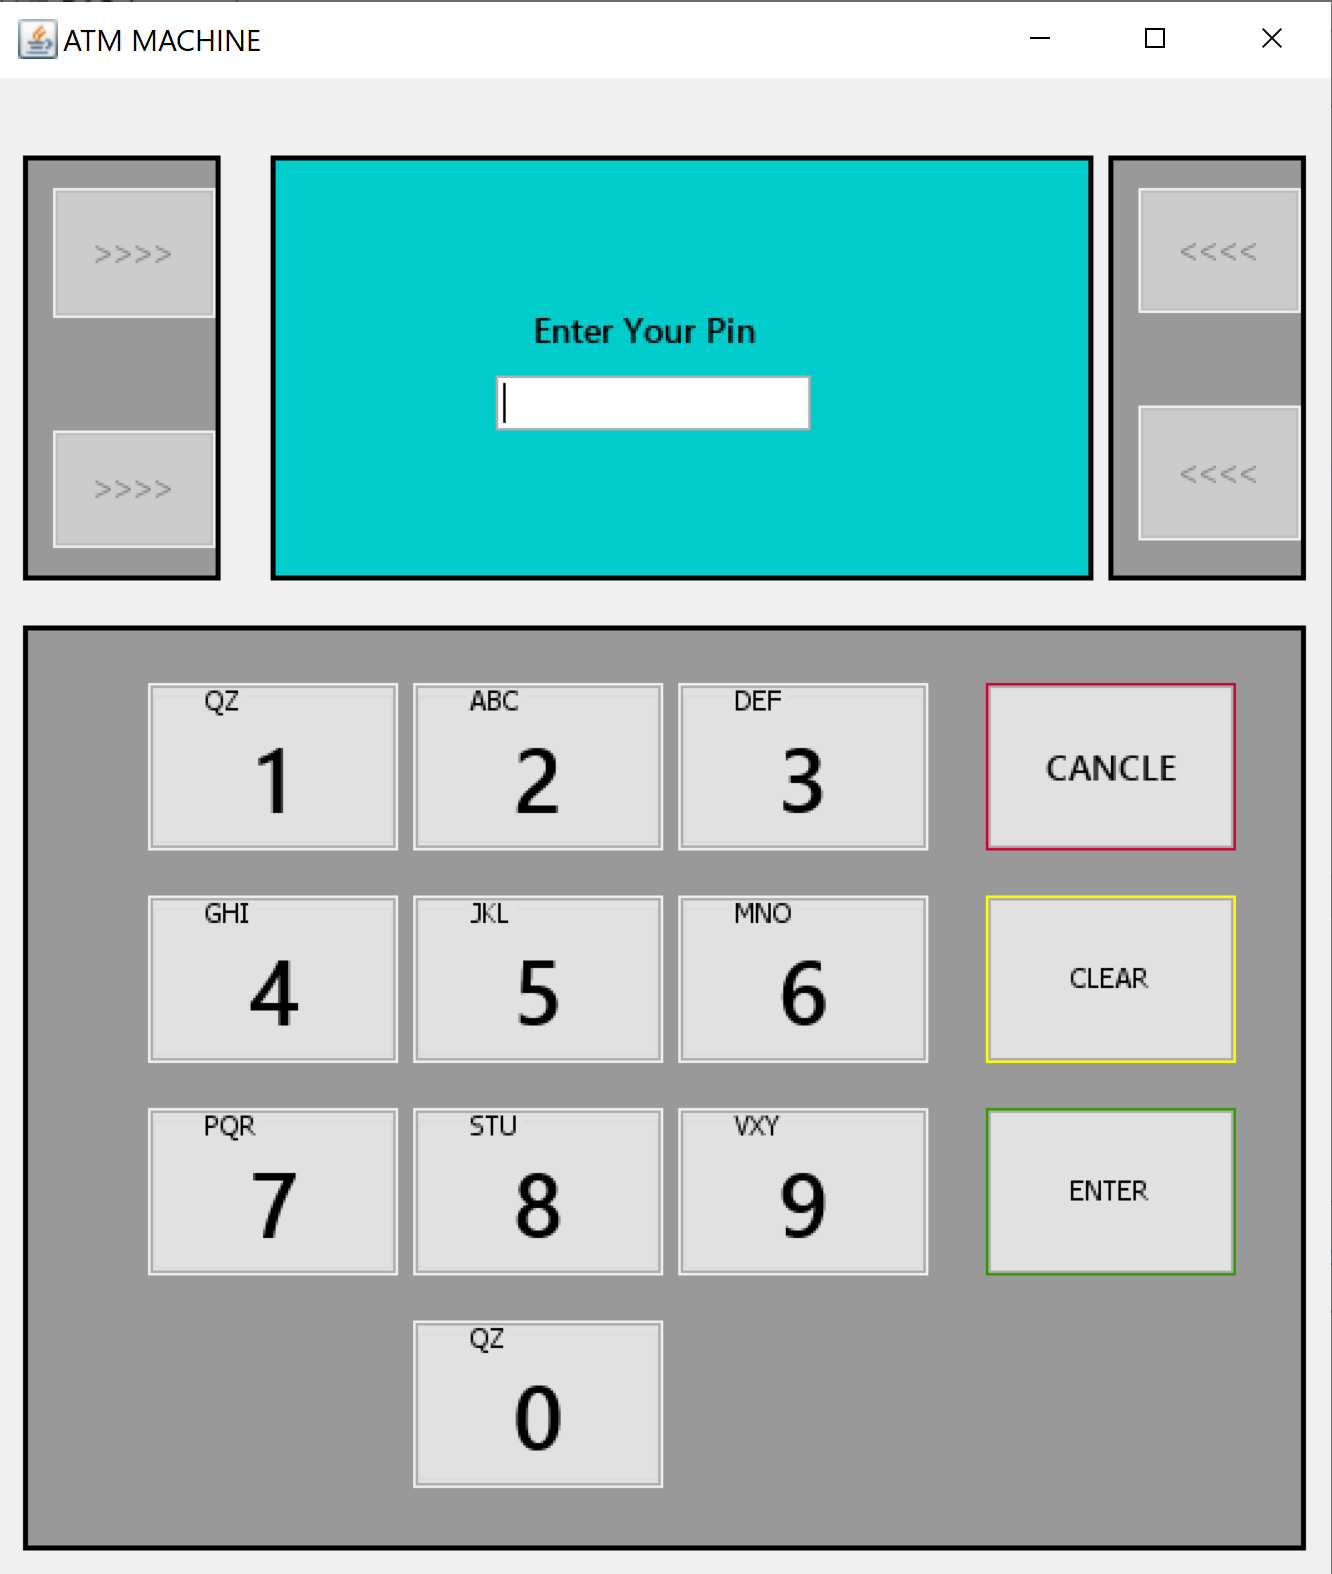 ATM MACHINE
>>>>
<<<<
Enter Your Pin
>>>>
<<<<
QZ
ABC
DEF
1
2
3
CANCLE
GHI
JKL
MNO
4
5
6
CLEAR
PQR
STU
VXY
7
8
9
ENTER
QZ
0